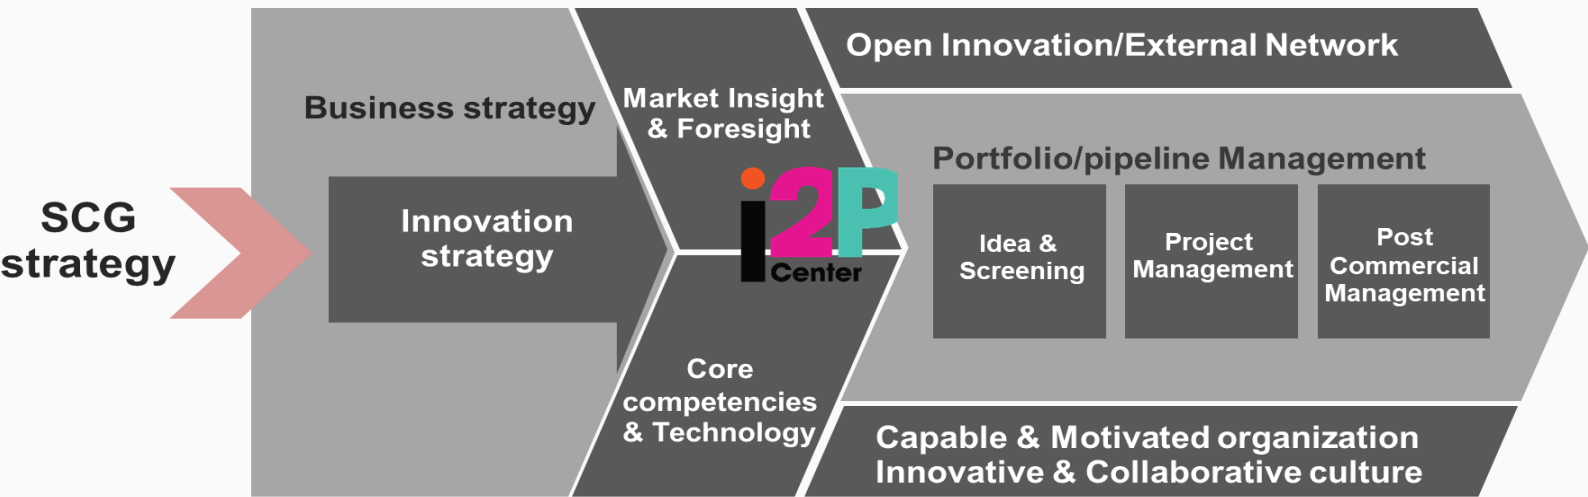 SCG
strategy
Business strategy
Innovation
strategy
Market Insight
& Foresight
i2P
Center
Core
competencies
& Technology
Open Innovation/External Network
Portfolio/pipeline Management
Idea &
Screening
Project
Management
Post
Commercial
Management
Capable & Motivated organization
Innovative & Collaborative culture